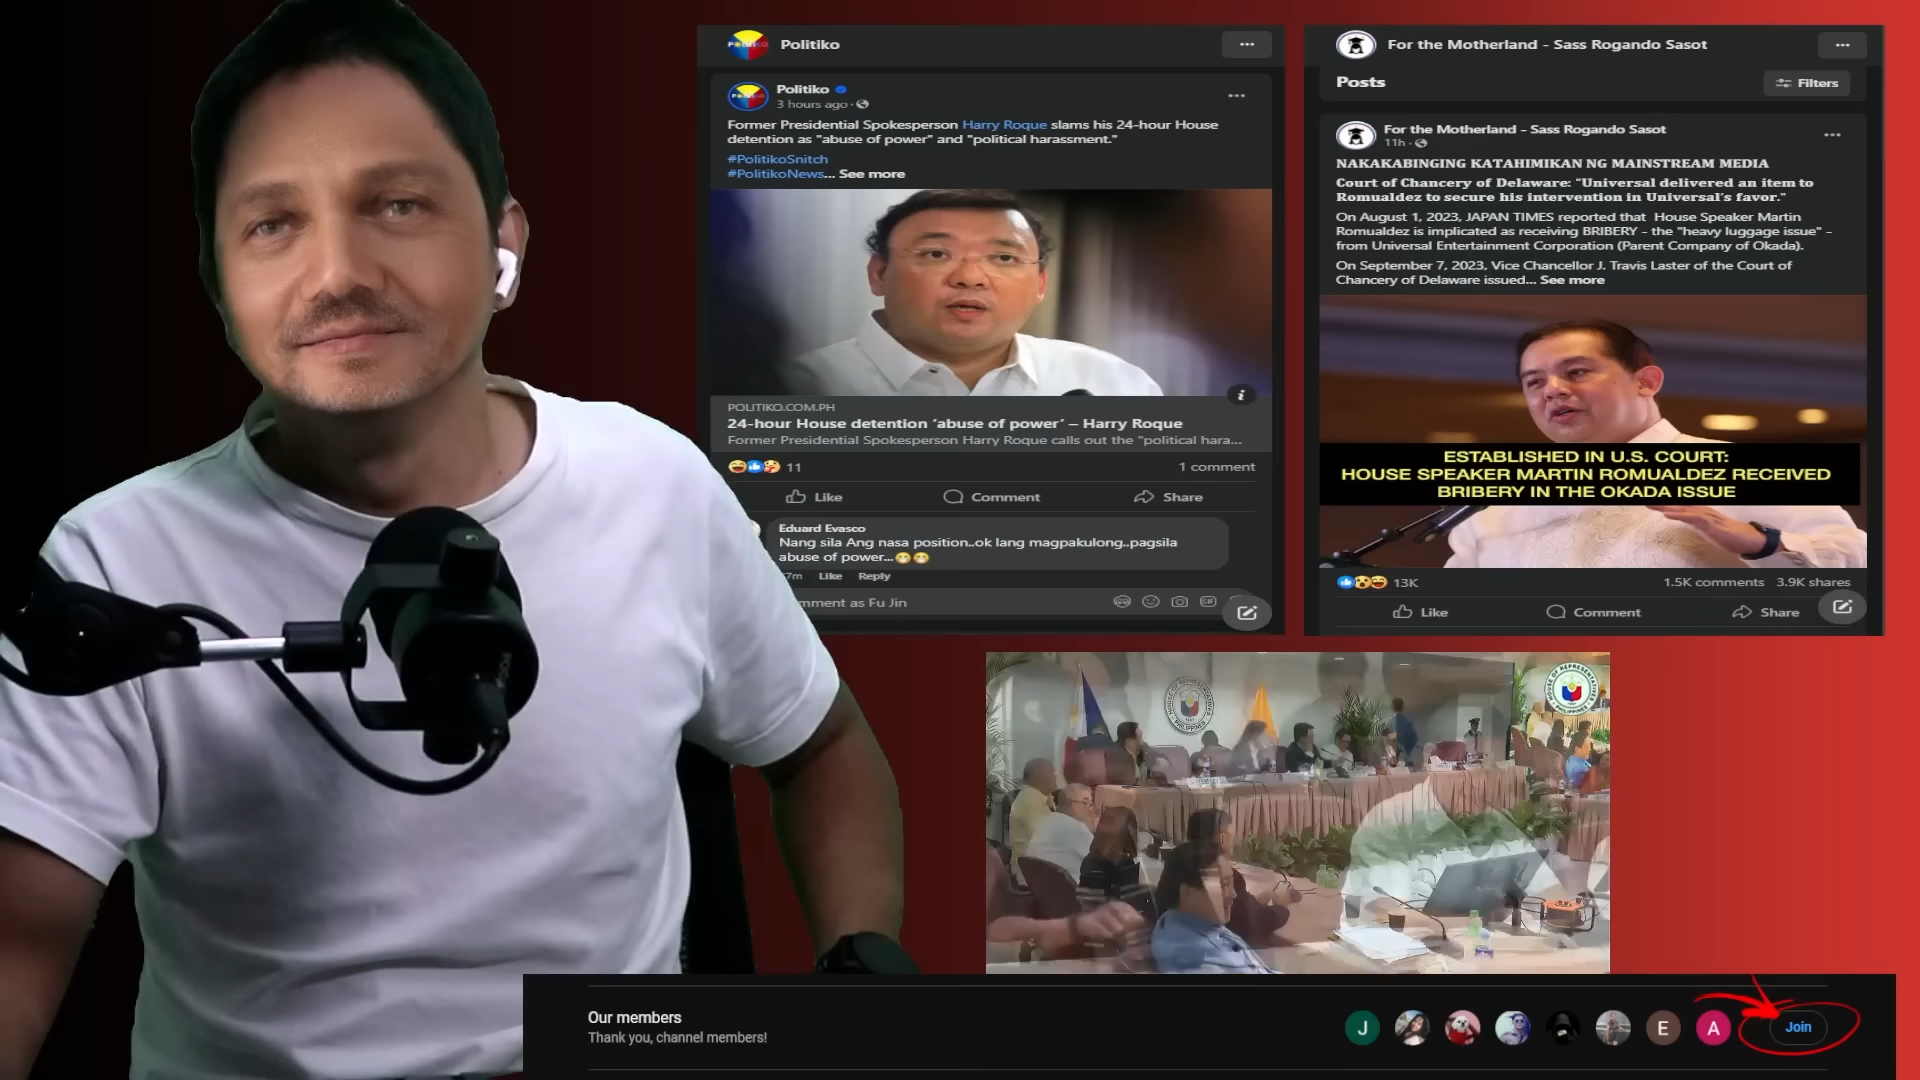 Politiko
Politiko
3 hours ago
Former Presidential Spokesperson Harry Roque slams his 24-hour House
detention as "abuse of power" and "political harassment."
#PolitikoSnitch
#PolitikoNews... See more
POLITIKO.COM.PH
24-hour House detention 'abuse of power' – Harry Roque
Former Presidential Spokesperson Harry Roque calls out the "political hara...
11
1 comment
Like
Comment
Share
Eduard Evasco
Nang sila Ang nasa position..ok lang magpakulong..pagsila
abuse of power...
7m Like Reply
mment as Fu Jin
For the Motherland - Sass Rogando Sasot
Posts
Filters
For the Motherland - Sass Rogando Sasot
11h
NAKAKABINGING KATAHIMIKAN NG MAINSTREAM MEDIA
Court of Chancery of Delaware: "Universal delivered an item to
Romualdez to secure his intervention in Universal's favor."
On August 1, 2023, JAPAN TIMES reported that House Speaker Martin
Romualdez is implicated as receiving BRIBERY - the "heavy luggage issue" -
from Universal Entertainment Corporation (Parent Company of Okada).
On September 7, 2023, Vice Chancellor J. Travis Laster of the Court of
Chancery of Delaware issued... See more
ESTABLISHED IN U.S. COURT:
HOUSE SPEAKER MARTIN ROMUALDEZ RECEIVED
BRIBERY IN THE OKADA ISSUE
13K
1.5K comments 3.9K shares
Like
Comment
Share
HOUSE OF REPRESENTATIVES
PHILIPPINES
HOUSE OF REPRESENTATIVES
PHILIPPINES
Our members
Thank you, channel members!
J
E
A
Join